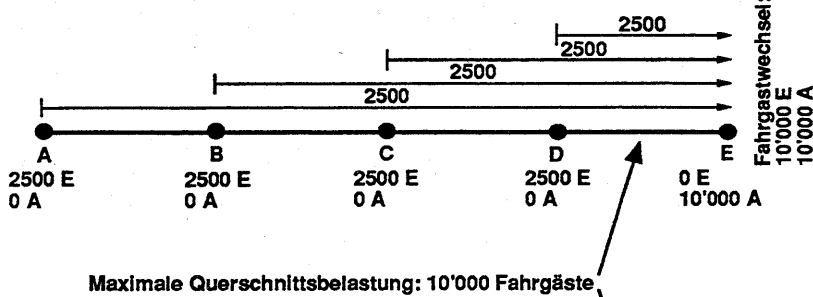 2500
2500
2500
2500
A B C D E
2500 E 2500 E 2500 E 2500 E 0 E
0 A 0 A 0 A 0 A 10'000 A
Fahrgastwechsel:
10'000 E
10'000 A
Maximale Querschnittsbelastung: 10'000 Fahrgäste